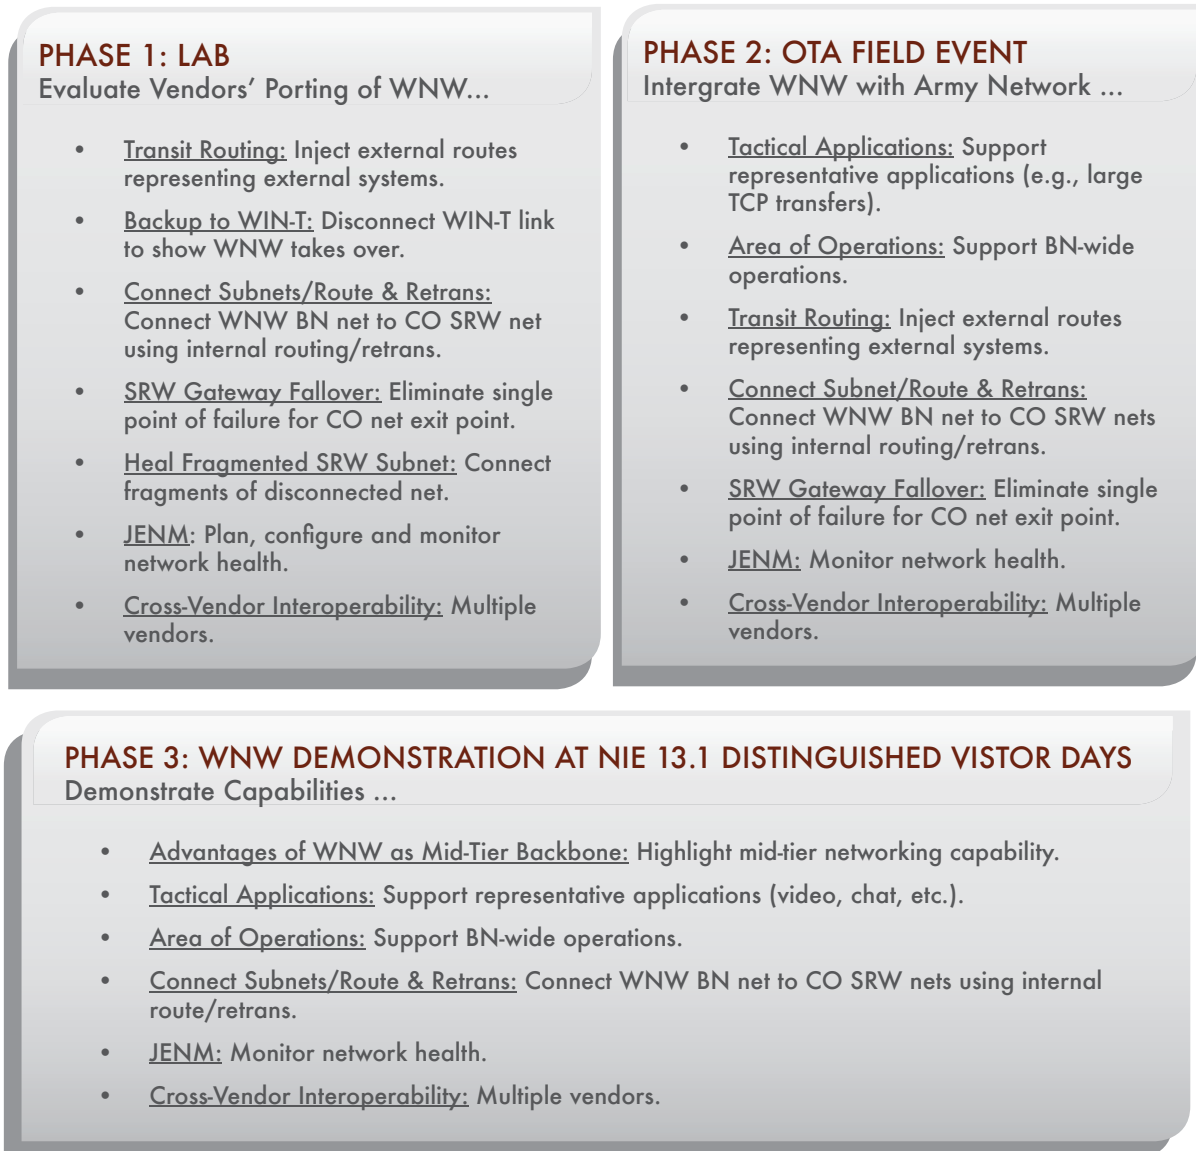 PHASE 1: LAB
Evaluate Vendors’ Porting of WNW...
• Transit Routing: Inject external routes
representing external systems.
• Backup to WIN-T: Disconnect WIN-T link
to show WNW takes over.
• Connect Subnets/Route & Retrans:
Connect WNW BN net to CO SRW net
using internal routing/retrans.
• SRW Gateway Fallover: Eliminate single
point of failure for CO net exit point.
• Heal Fragmented SRW Subnet: Connect
fragments of disconnected net.
• JENM: Plan, configure and monitor
network health.
• Cross-Vendor Interoperability: Multiple
vendors.
PHASE 2: OTA FIELD EVENT
Intergrate WNW with Army Network ...
• Tactical Applications: Support
representative applications (e.g., large
TCP transfers).
• Area of Operations: Support BN-wide
operations.
• Transit Routing: Inject external routes
representing external systems.
• Connect Subnet/Route & Retrans:
Connect WNW BN net to CO SRW nets
using internal routing/retrans.
• SRW Gateway Fallover: Eliminate single
point of failure for CO net exit point.
• JENM: Monitor network health.
• Cross-Vendor Interoperability: Multiple
vendors.
PHASE 3: WNW DEMONSTRATION AT NIE 13.1 DISTINGUISHED VISTOR DAYS
Demonstrate Capabilities ...
• Advantages of WNW as Mid-Tier Backbone: Highlight mid-tier networking capability.
• Tactical Applications: Support representative applications (video, chat, etc.).
• Area of Operations: Support BN-wide operations.
• Connect Subnets/Route & Retrans: Connect WNW BN net to CO SRW nets using internal
route/retrans.
• JENM: Monitor network health.
• Cross-Vendor Interoperability: Multiple vendors.